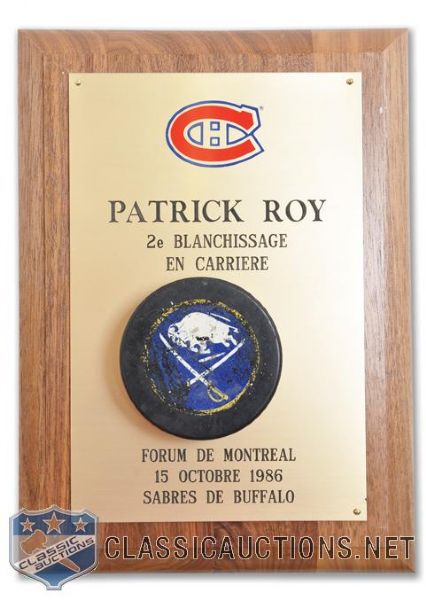 PATRICK ROY
2e BLANCHISSAGE
EN CARRIERE
FORUM DE MONTREAL
15 OCTOBRE 1986
SABRES DE BUFFALO
CLASSIC
AUCTIONS
CLASSICAUCTIONS.NET